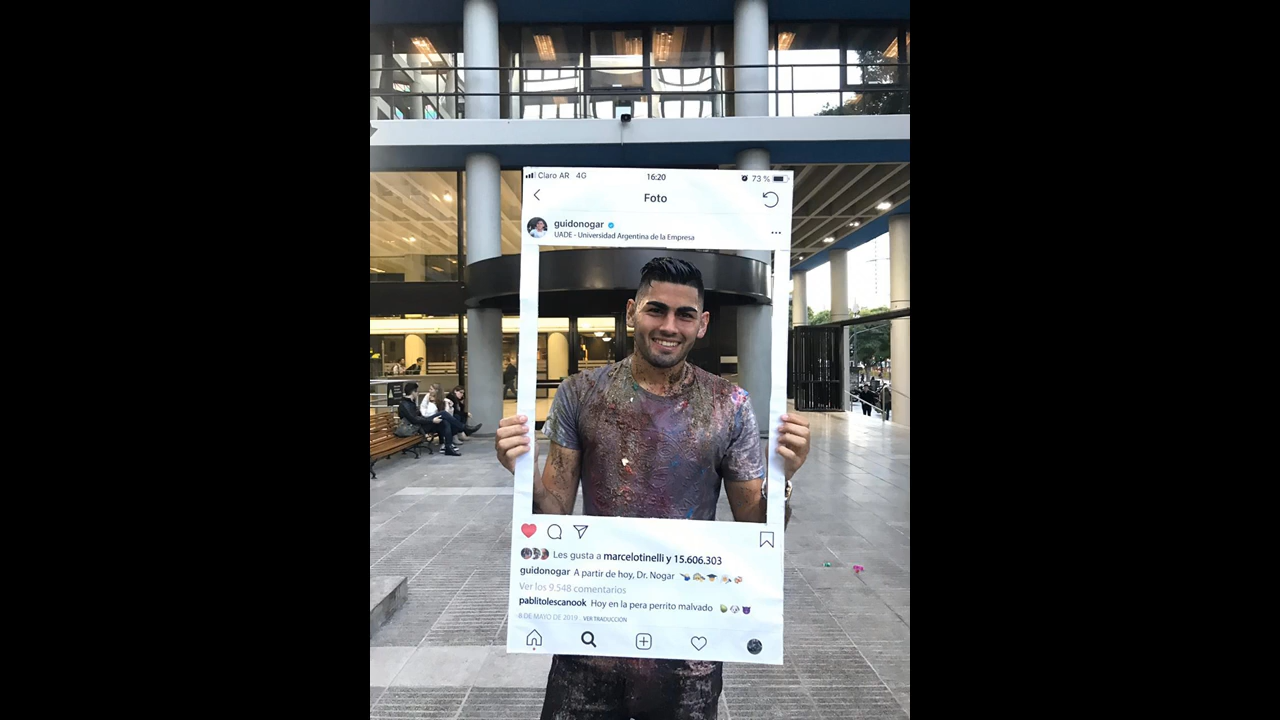 Claro AR 4G 16:20 73 %
Foto
guidonogar
UADE - Universidad Argentina de la Empresa
Les gusta a marcelotinelli y 15.606.303
guidonogar A partir de hoy, Dr. Nogar
Ver los 9.548 comentarios
pablitolescanook Hoy en la pera perrito malvado
8 DE MAYO DE 2019 VER TRADUCCIÓN